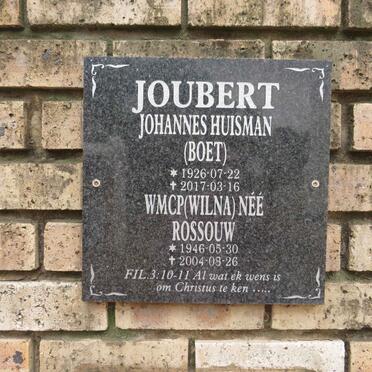 JOUBERT
JOHANNES HUISMAN
(BOET)
* 1926-07-22
✝ 2017-03-16
WMCP(WILNA) NÉÉ
ROSSOUW
* 1946-05-30
✝ 2004-08-26
FIL.3:10-11 Al wat ek wens is
om Christus te ken .....